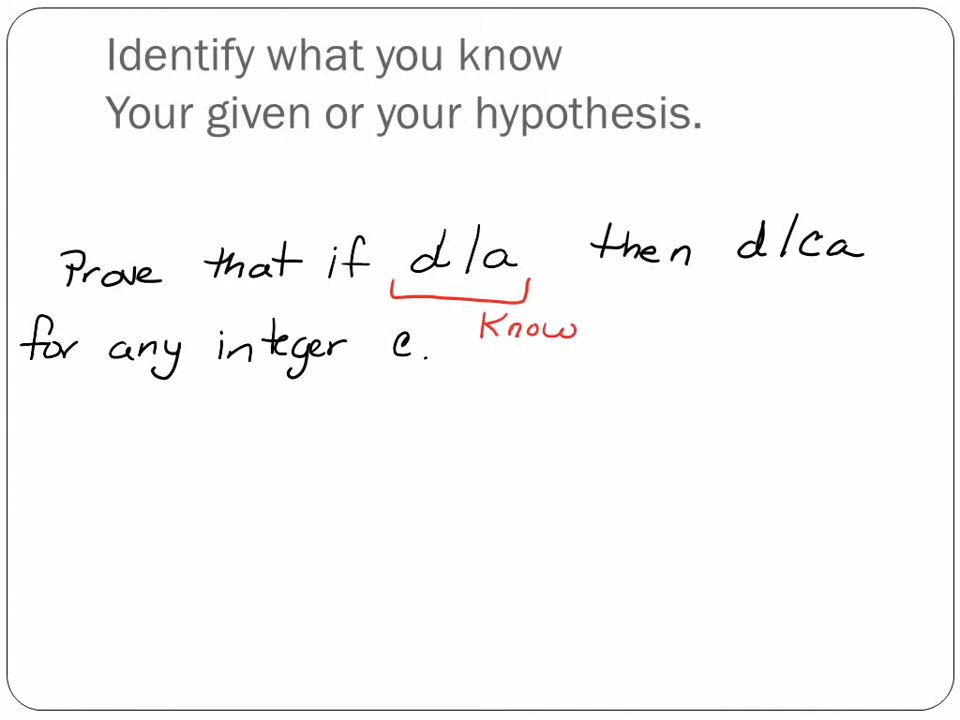 Identify what you know
Your given or your hypothesis.
Prove that if d/a then d/ca
Know
for any integer c.